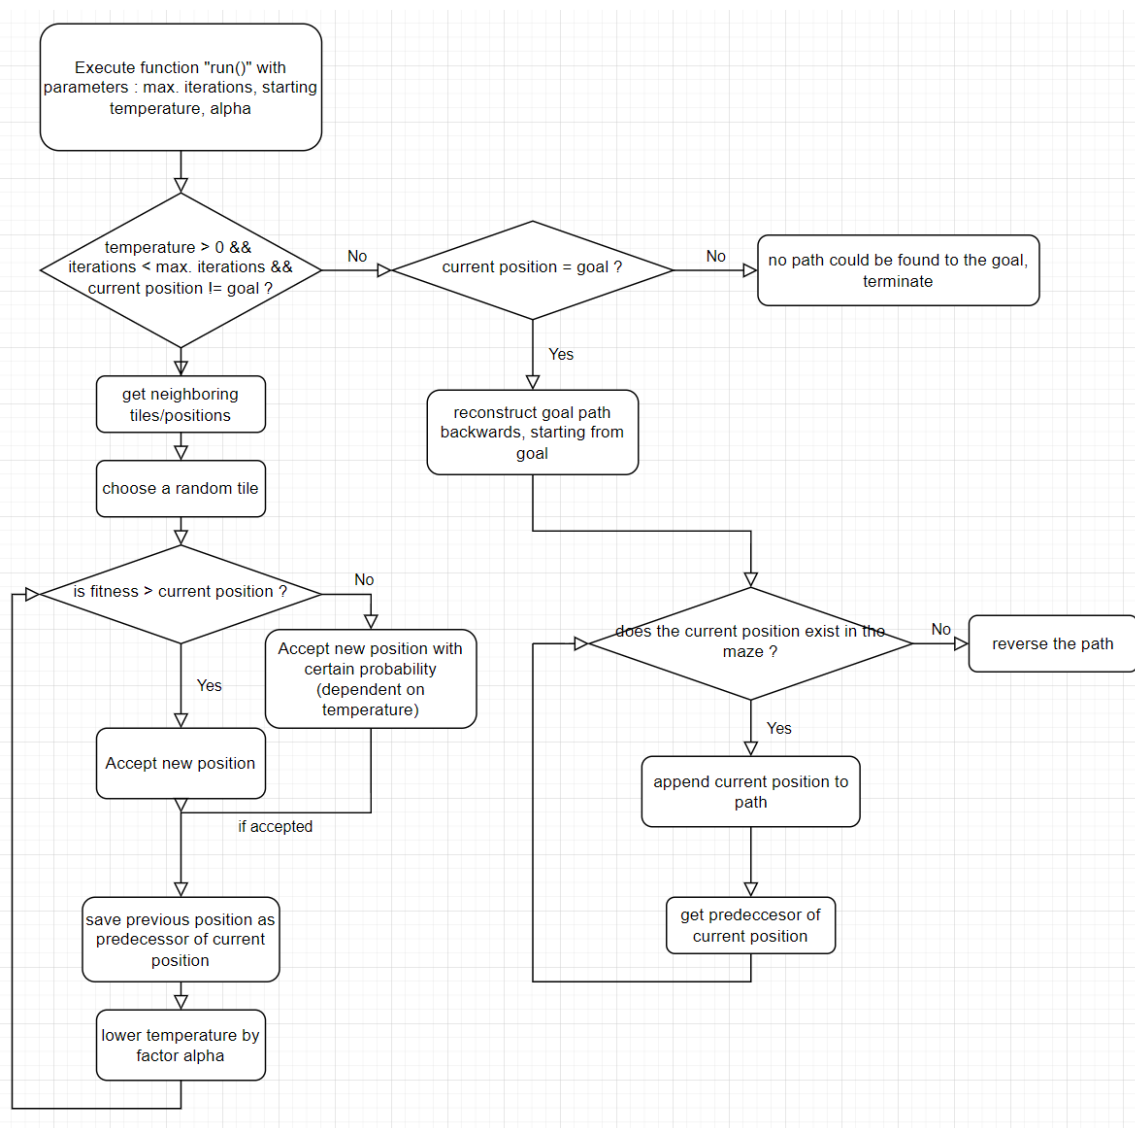 Execute function "run()" with
parameters : max. iterations, starting
temperature, alpha
temperature > 0 &&
iterations < max. iterations &&
current position != goal ?
No
current position = goal ?
No
no path could be found to the goal,
terminate
Yes
get neighboring
tiles/positions
reconstruct goal path
backwards, starting from
goal
choose a random tile
is fitness > current position ?
No
Accept new position with
certain probability
(dependent on
temperature)
Yes
Accept new position
if accepted
save previous position as
predecessor of current
position
lower temperature by
factor alpha
does the current position exist in the
maze ?
No
reverse the path
Yes
append current position to
path
get predeccesor of
current position